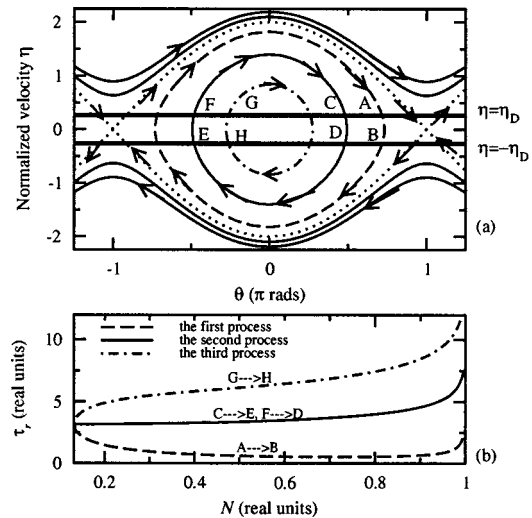 2
1
0
-1
-2
Normalized velocity η
F
G
C
A
E
H
D
B
η=η_D
η=−η_D
(a)
-1
0
1
θ (π rads)
10
5
0
τ_r (real units)
the first process
the second process
the third process
G--->H
C--->E, F--->D
A--->B
(b)
0.2
0.4
0.6
0.8
1
N (real units)